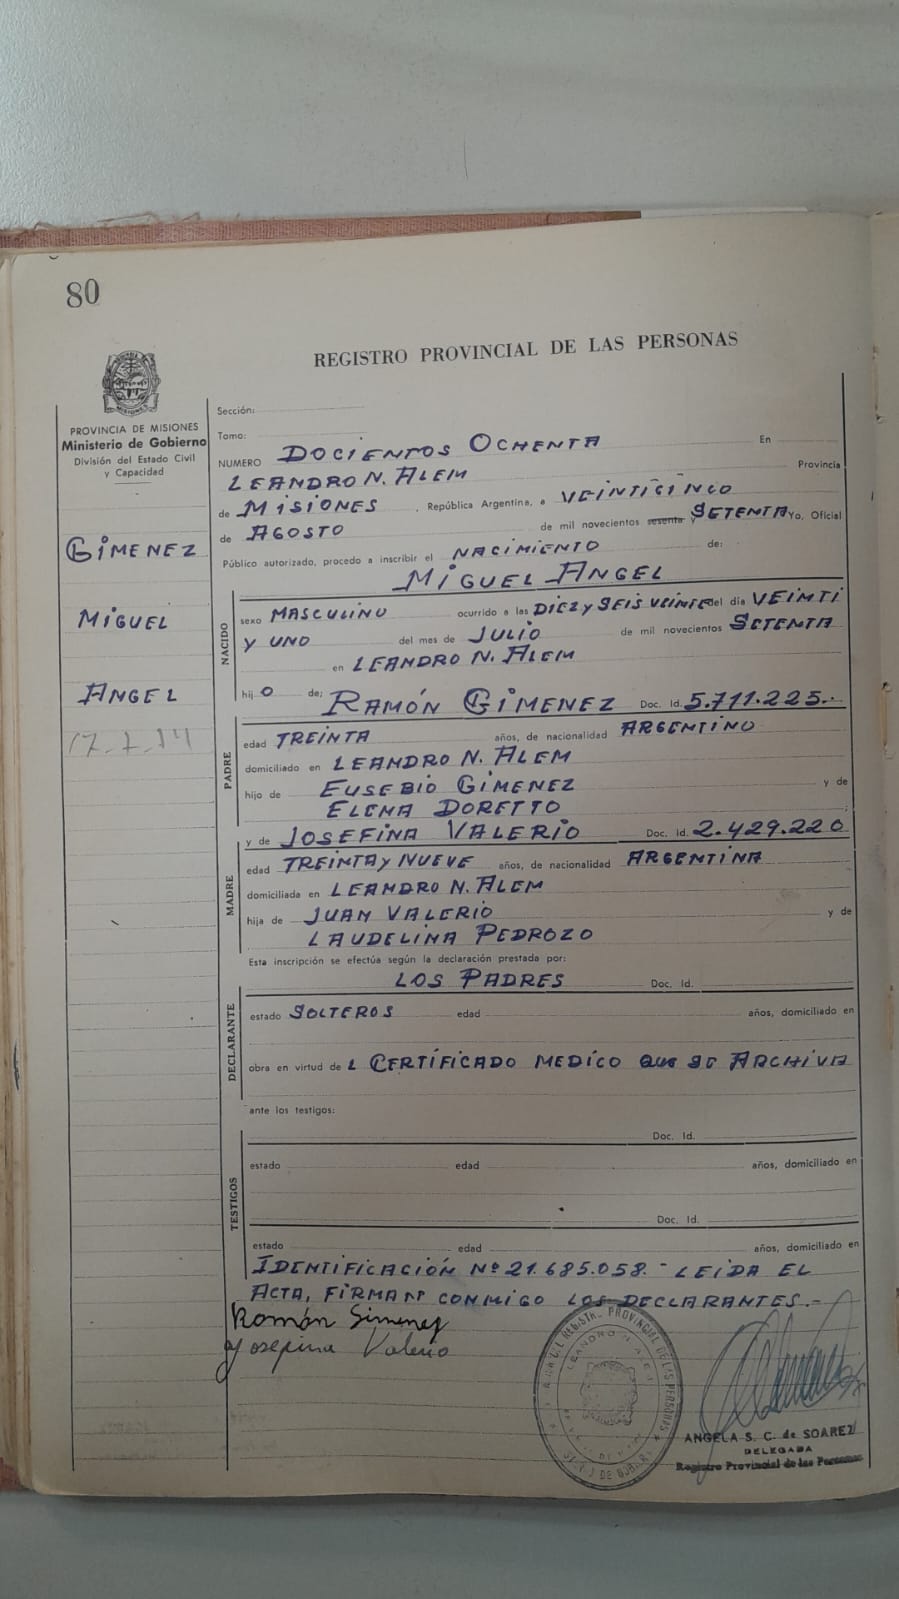 80
REGISTRO PROVINCIAL DE LAS PERSONAS
PROVINCIA DE MISIONES
Ministerio de Gobierno
División del Estado Civil
y Capacidad
GIMENEZ
MIGUEL
ANGEL
Sección:
Tomo:
NUMERO DOCIENTOS OCHENTA En
LEANDRO N. ALEM Provincia
de MISIONES, República Argentina, a VEINTICINCO
de AGOSTO de mil novecientos sesenta y SETENTA Yo, Oficial
Público autorizado, procedo a inscribir el NACIMIENTO de:
MIGUEL ANGEL
NACIDO
sexo MASCULINO ocurrido a las DIEZ y SEIS VEINTE del día VEINTI
y UNO del mes de JULIO de mil novecientos SETENTA
en LEANDRO N. ALEM
hijO de; RAMÓN GIMENEZ Doc. Id. 5.711.225.-
PADRE
edad TREINTA años, de nacionalidad ARGENTINO
domiciliado en LEANDRO N. ALEM
hijo de EUSEBIO GIMENEZ y de
ELENA DORETTO ;
y de JOSEFINA VALERIO Doc. Id. 2.429.220
MADRE
edad TREINTA y NUEVE años, de nacionalidad ARGENTINA
domiciliada en LEANDRO N. ALEM
hija de JUAN VALERIO y de
LAUDELINA PEDROZO
Esta inscripción se efectúa según la declaración prestada por:
LOS PADRES Doc. Id.
DECLARANTE
estado SOLTEROS edad años, domiciliado en
obra en virtud de L CERTIFICADO MEDICO QUE SE ARCHIVA
ante los testigos:
Doc. Id.
TESTIGOS
estado edad años, domiciliado en
Doc. Id.
estado edad años, domiciliado en
IDENTIFICACIÓN Nº 21.685.058.- LEIDA EL
ACTA, FIRMAN CONMIGO LOS DECLARANTES.-
Román Simenez
Josefina Valerio
ANGELA S. C. de SOAREZ
DELEGADA
Registro Provincial de las Personas